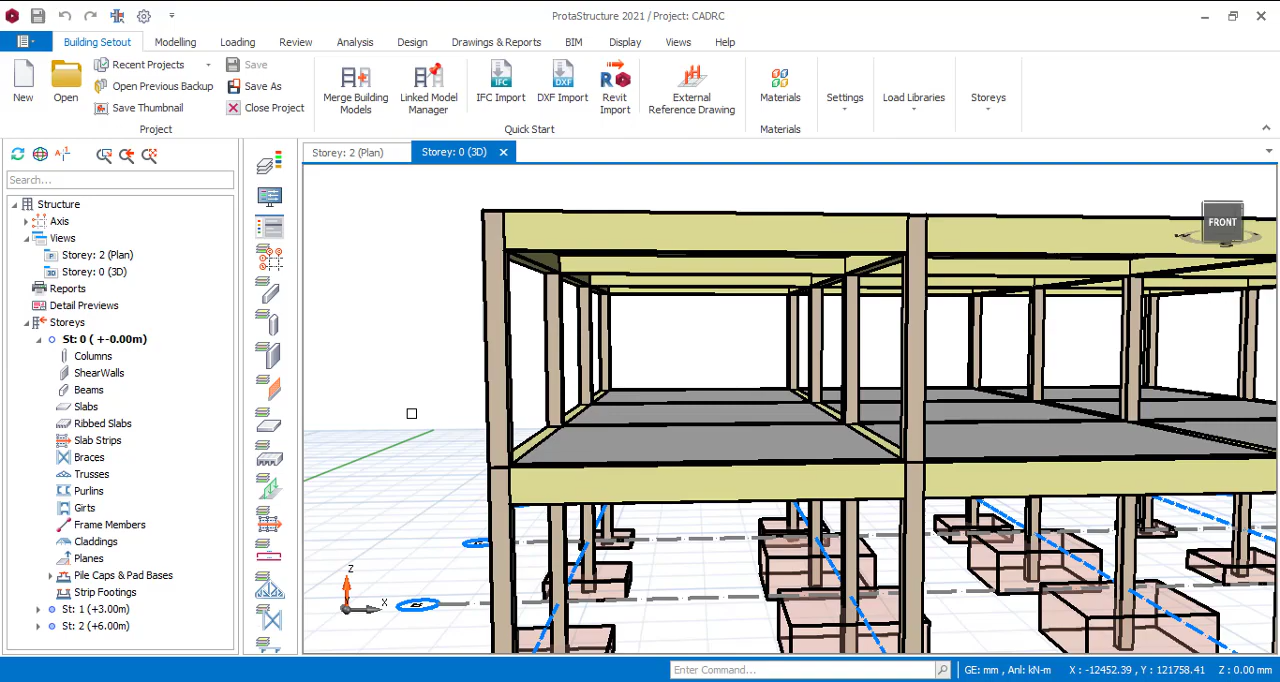 ProtaStructure 2021 / Project: CADRC
Building Setout Modelling Loading Review Analysis Design Drawings & Reports BIM Display Views Help
New
Open
Recent Projects
Open Previous Backup
Save Thumbnail
Save
Save As
Close Project
Project
Merge Building Models
Linked Model Manager
IFC
IFC Import
DXF
DXF Import
Revit Import
External Reference Drawing
Quick Start
Materials
Materials
Settings
Load Libraries
Storeys
Storey: 2 (Plan) Storey: 0 (3D)
Search...
Structure
Axis
Views
Storey: 2 (Plan)
Storey: 0 (3D)
Reports
Detail Previews
Storeys
St: 0 ( +-0.00m)
Columns
ShearWalls
Beams
Slabs
Ribbed Slabs
Slab Strips
Braces
Trusses
Purlins
Girts
Frame Members
Claddings
Planes
Pile Caps & Pad Bases
Strip Footings
St: 1 (+3.00m)
St: 2 (+6.00m)
FRONT
Z
X
Enter Command...
GE: mm, Anl: kN-m X : -12452.39 , Y : 121758.41 Z : 0.00 mm